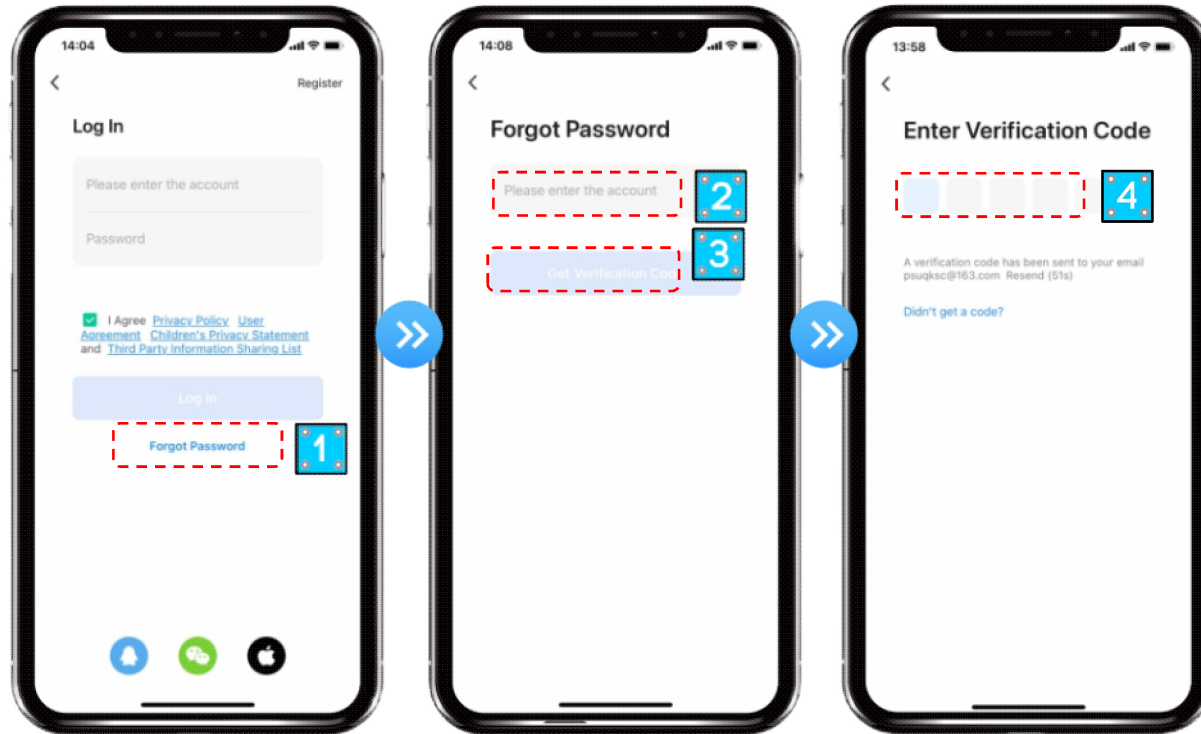 14:04
Register
Log In
Please enter the account
Password
I Agree Privacy Policy User
Agreement Children's Privacy Statement
and Third Party Information Sharing List
Log In
Forgot Password
1
14:08
Forgot Password
Please enter the account
2
3
Get Verification Cod
13:58
Enter Verification Code
4
A verification code has been sent to your email
psuqksc@163.com Resend (51s)
Didn't get a code?